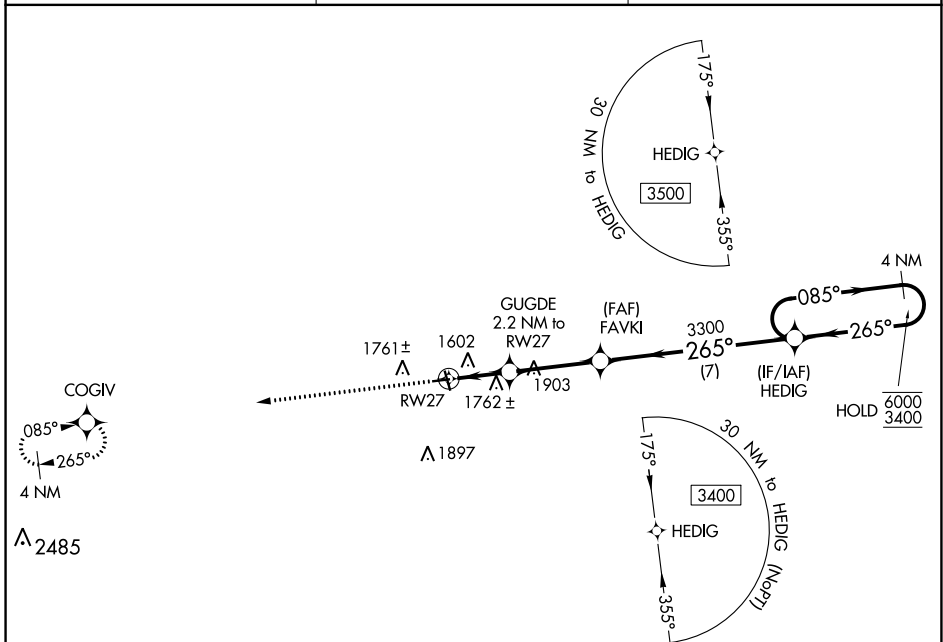 175°
30 NM to HEDIG
HEDIG
3500
355°
4 NM
085°
265°
GUGDE
2.2 NM to
RW27
(FAF)
FAVKI
3300
265°
(7)
(IF/IAF)
HEDIG
HOLD 6000
3400
1761±
1602
RW27
1762 ±
1903
COGIV
085°
265°
4 NM
1897
2485
175°
30 NM to HEDIG (NoPT)
3400
HEDIG
355°